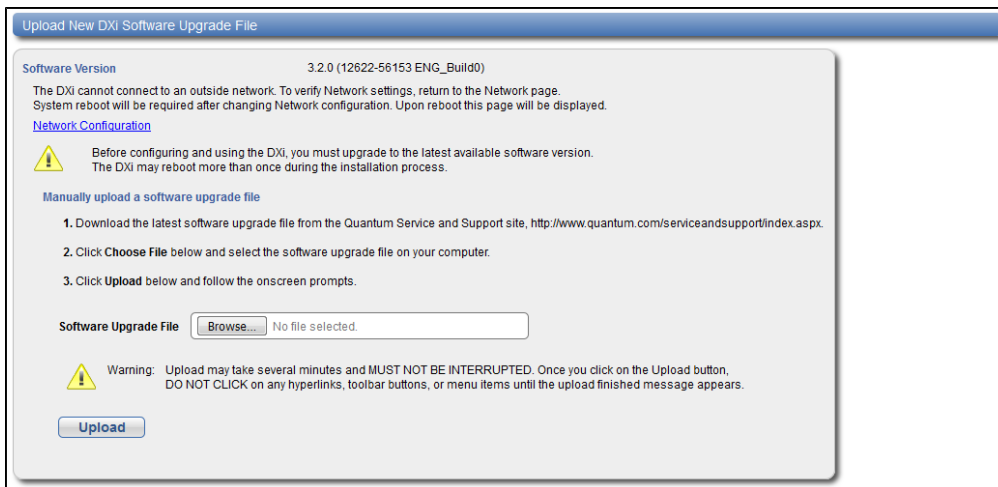 Upload New DXi Software Upgrade File
Software Version 3.2.0 (12622-56153 ENG_Build0)
The DXi cannot connect to an outside network. To verify Network settings, return to the Network page.
System reboot will be required after changing Network configuration. Upon reboot this page will be displayed.
Network Configuration
Before configuring and using the DXi, you must upgrade to the latest available software version.
The DXi may reboot more than once during the installation process.
Manually upload a software upgrade file
1. Download the latest software upgrade file from the Quantum Service and Support site, http://www.quantum.com/serviceandsupport/index.aspx.
2. Click Choose File below and select the software upgrade file on your computer.
3. Click Upload below and follow the onscreen prompts.
Software Upgrade File Browse... No file selected.
Warning: Upload may take several minutes and MUST NOT BE INTERRUPTED. Once you click on the Upload button,
DO NOT CLICK on any hyperlinks, toolbar buttons, or menu items until the upload finished message appears.
Upload